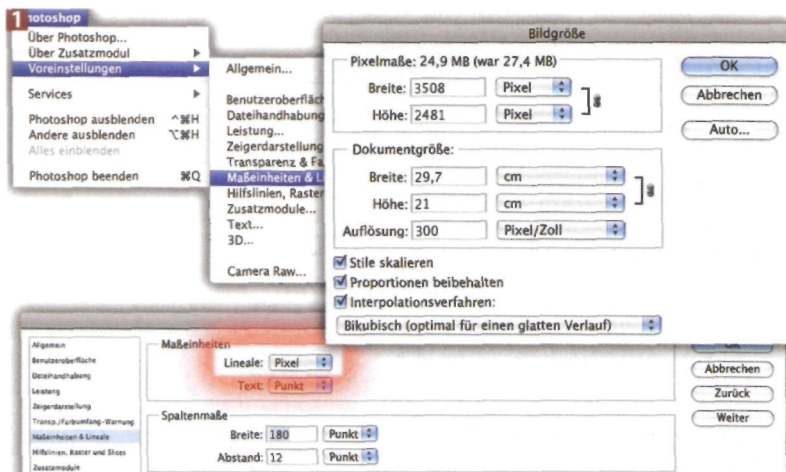 1
Photoshop
Über Photoshop...
Über Zusatzmodul
Voreinstellungen
Services
Photoshop ausblenden ^⌘H
Andere ausblenden ⌥⌘H
Alles einblenden
Photoshop beenden ⌘Q
Allgemein...
Benutzeroberfläch
Dateihandhabung
Leistung...
Zeigerdarstellung
Transparenz & Fa
Maßeinheiten & Li
Hilfslinien, Raster
Zusatzmodule...
Text...
3D...
Camera Raw...
Bildgröße
Pixelmaße: 24,9 MB (war 27,4 MB)
Breite: 3508 Pixel
Höhe: 2481 Pixel
Dokumentgröße:
Breite: 29,7 cm
Höhe: 21 cm
Auflösung: 300 Pixel/Zoll
Stile skalieren
Proportionen beibehalten
Interpolationsverfahren:
Bikubisch (optimal für einen glatten Verlauf)
OK
Abbrechen
Auto...
Allgemein
Benutzeroberfläche
Dateihandhabung
Leistung
Zeigerdarstellung
Transp./Farbumfang-Warnung
Maßeinheiten & Lineale
Hilfslinien, Raster und Slices
Zusatzmodule
Maßeinheiten
Lineale: Pixel
Text: Punkt
Spaltenmaße
Breite: 180 Punkt
Abstand: 12 Punkt
OK
Abbrechen
Zurück
Weiter